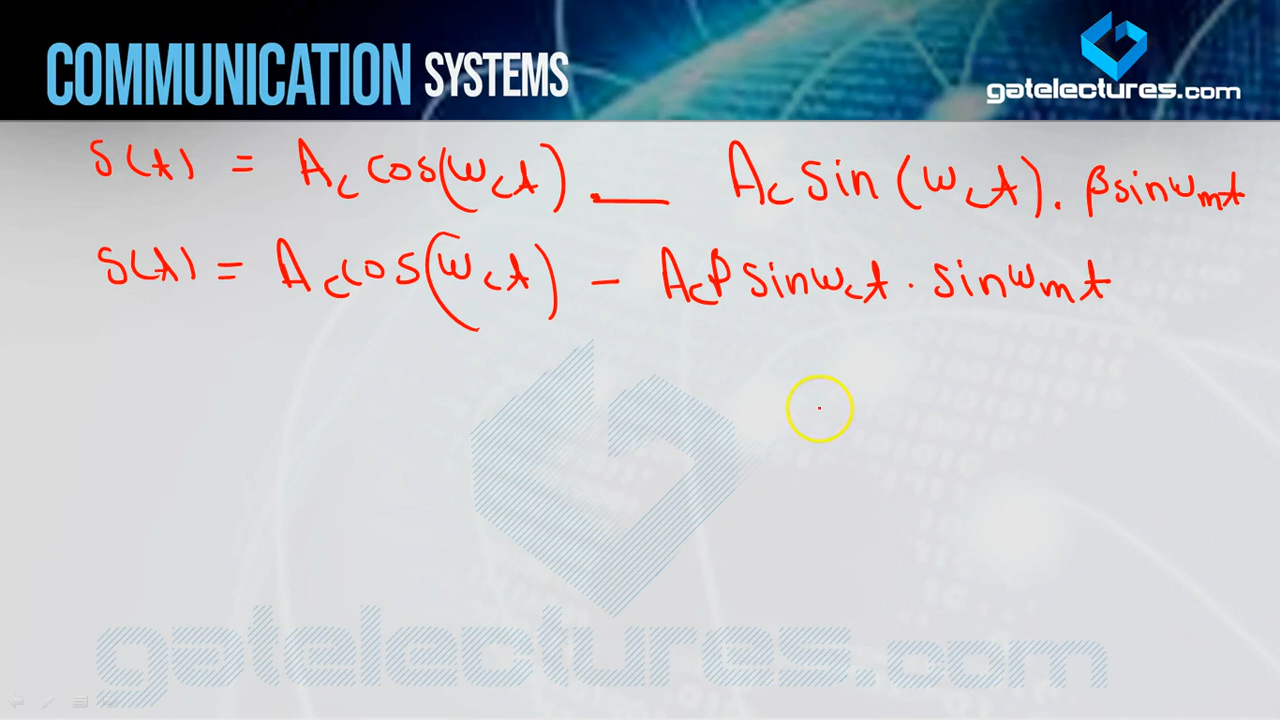 COMMUNICATION SYSTEMS
gatelectures.com
S(t) = A_c cos(ω_c t) — A_c sin(ω_c t) . β sin ω_m t
S(t) = A_c cos(ω_c t) - A_c β sin ω_c t . sin ω_m t
gatelectures.com